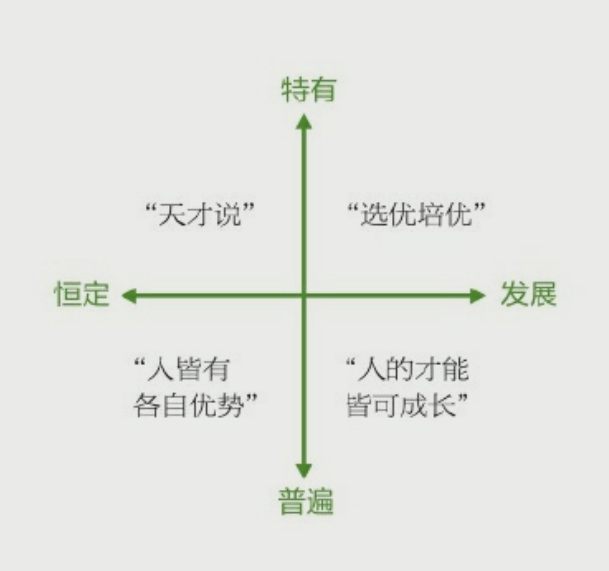 特有
“天才说”
“选优培优”
恒定
发展
“人皆有
各自优势”
“人的才能
皆可成长”
普遍